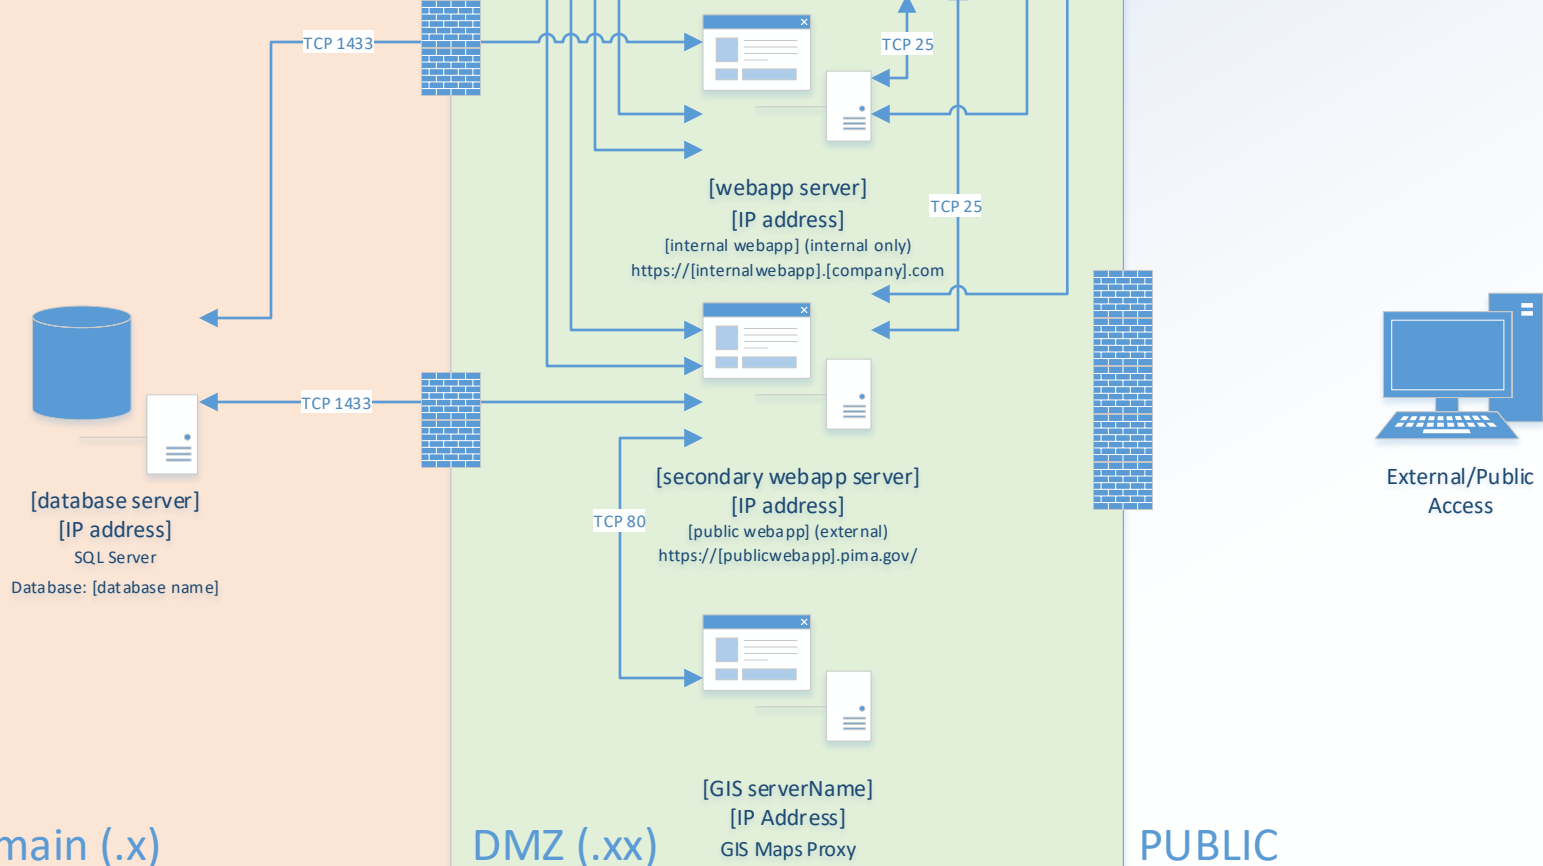 TCP 1433
TCP 25
[webapp server]
[IP address]
[internal webapp] (internal only)
https://[internalwebapp].[company].com
TCP 25
TCP 1433
[database server]
[IP address]
SQL Server
Database: [database name]
[secondary webapp server]
[IP address]
[public webapp] (external)
https://[publicwebapp].pima.gov/
TCP 80
External/Public
Access
[GIS serverName]
[IP Address]
GIS Maps Proxy
main (.x)
DMZ (.xx)
PUBLIC